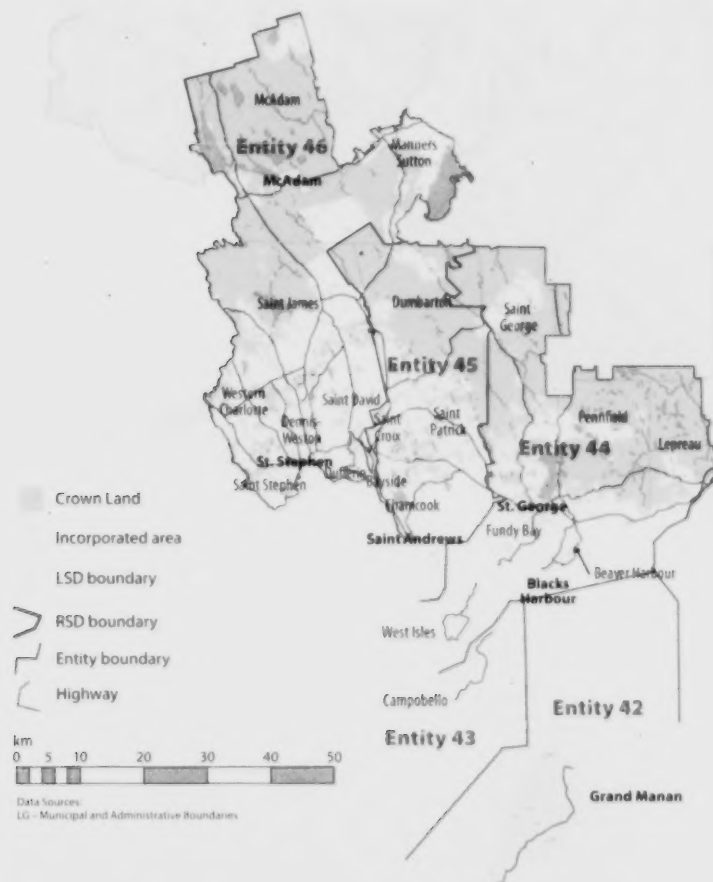 McAdam
Entity 46
McAdam
Manners
Sutton
Saint James
Dumbarton
Saint
George
Entity 45
Western
Charlotte
Saint David
Dennis-
Weston
Saint
Croix
Saint
Patrick
Pennfield
Lepreau
Entity 44
St. Stephen
Saint Stephen
Dufferin
Bayside
Chamcook
St. George
Saint Andrews
Fundy Bay
Beaver Harbour
Blacks
Harbour
West Isles
Campobello
Entity 42
Entity 43
Grand Manan
Crown Land
Incorporated area
LSD boundary
RSD boundary
Entity boundary
Highway
km
0 5 10 20 30 40 50
Data Sources:
LG – Municipal and Administrative Boundaries